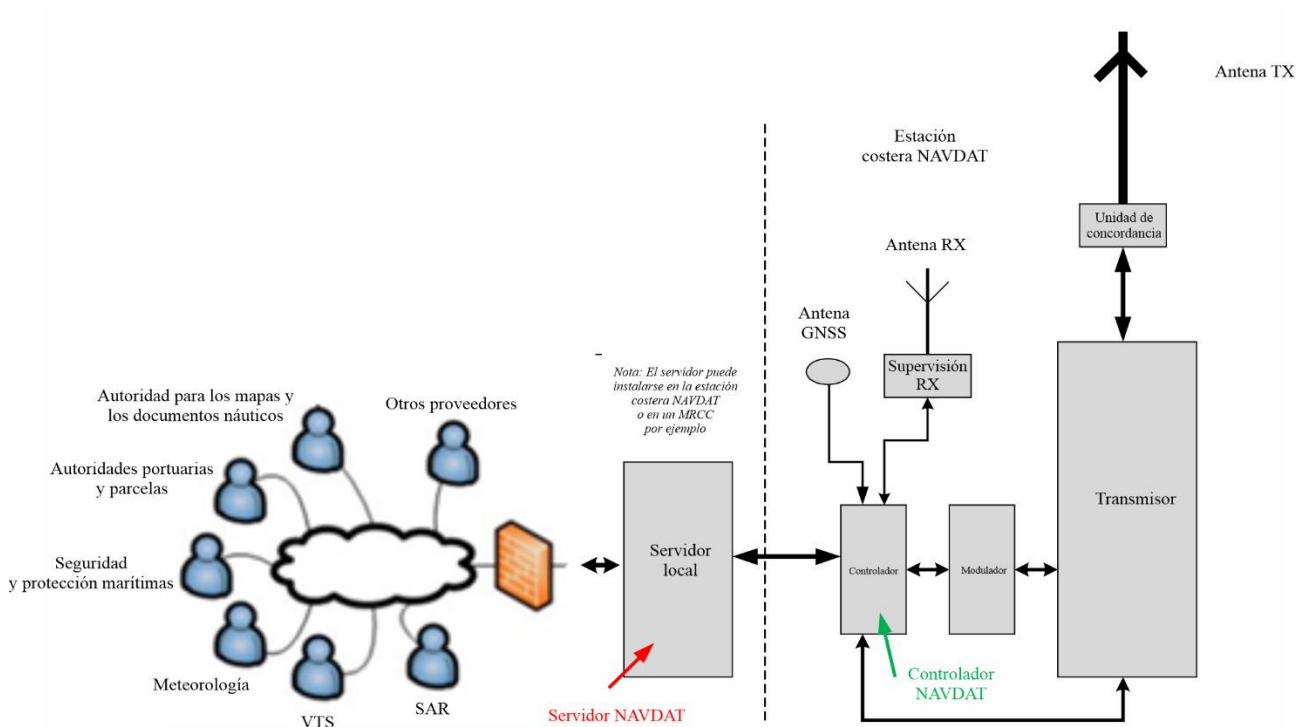 Antena TX
Estación
costera NAVDAT
Unidad de
concordancia
Antena RX
Antena
GNSS
Supervisión
RX
Nota: El servidor puede
instalarse en la estación
costera NAVDAT
o en un MRCC
por ejemplo
Autoridad para los mapas y
los documentos náuticos
Otros proveedores
Autoridades portuarias
y parcelas
Seguridad
y protección marítimas
Meteorología
VTS
SAR
Servidor
local
Controlador
Modulador
Transmisor
Servidor NAVDAT
Controlador
NAVDAT